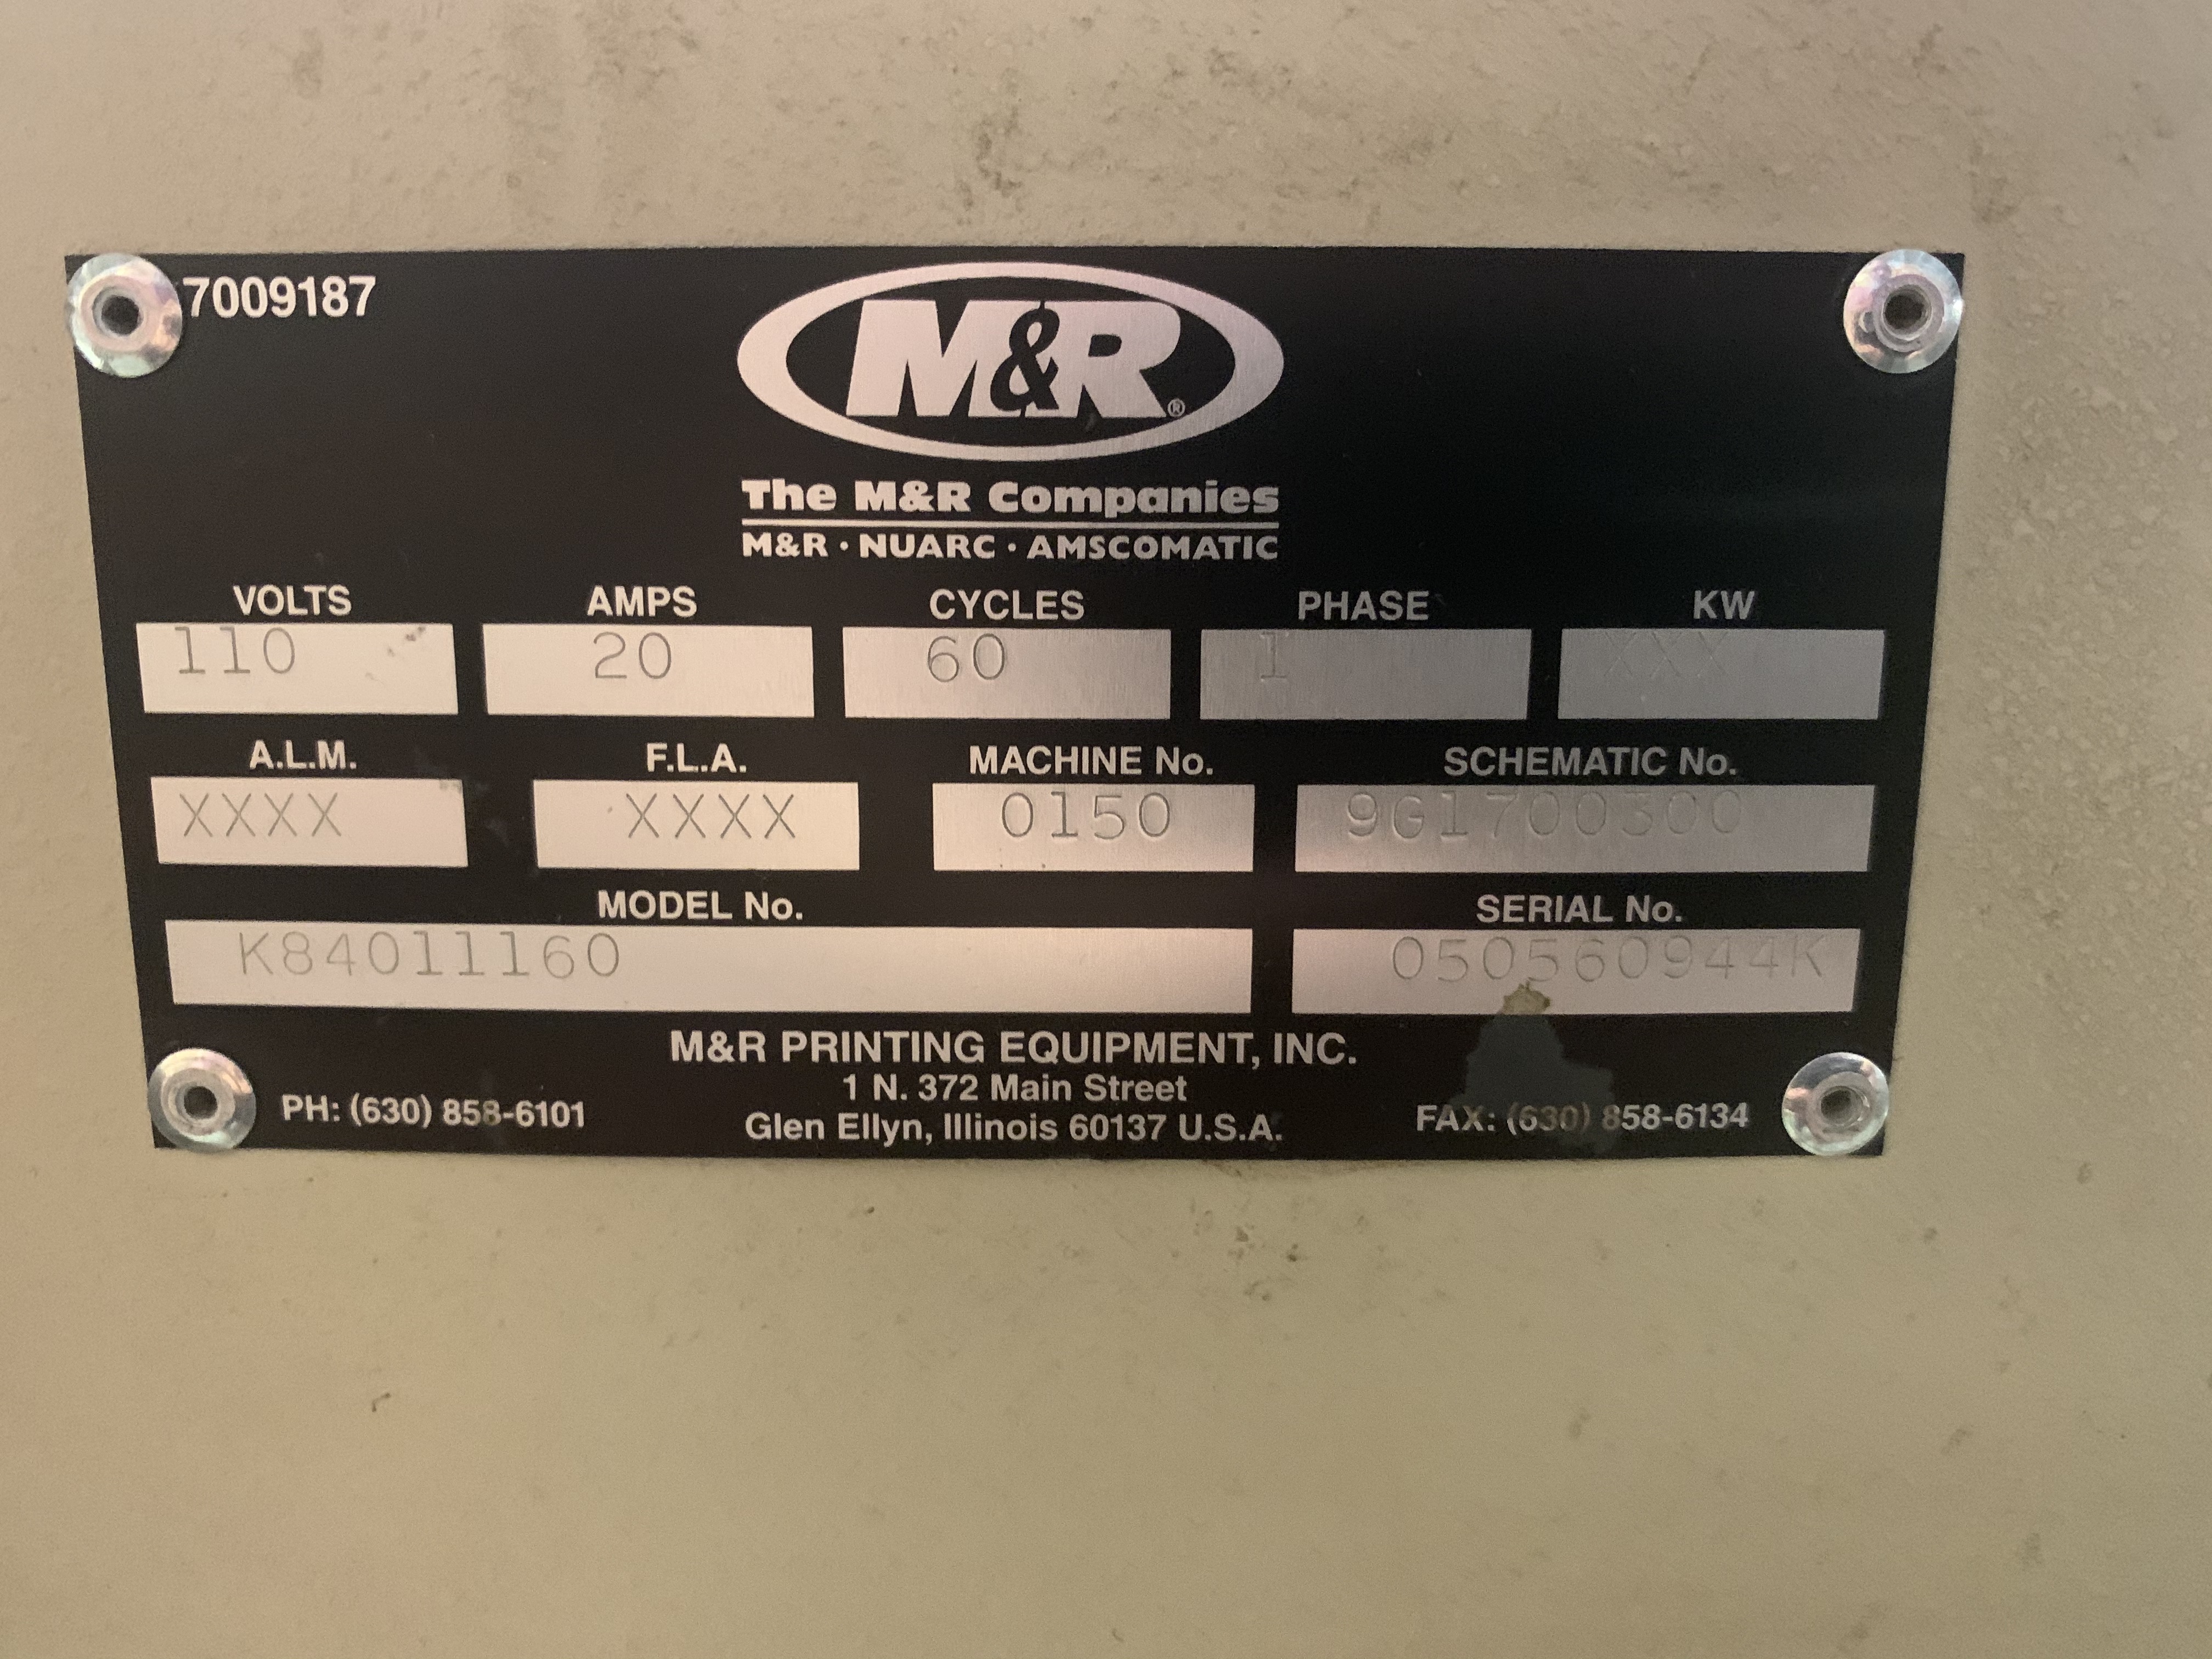 7009187
M&R®
The M&R Companies
M&R · NUARC · AMSCOMATIC
VOLTS AMPS CYCLES PHASE KW
110 20 60 1 XXX
A.L.M. F.L.A. MACHINE No. SCHEMATIC No.
XXXX XXXX 0150 9G1700300
MODEL No. SERIAL No.
K84011160 050560944K
M&R PRINTING EQUIPMENT, INC.
1 N. 372 Main Street
PH: (630) 858-6101 Glen Ellyn, Illinois 60137 U.S.A. FAX: (630) 858-6134